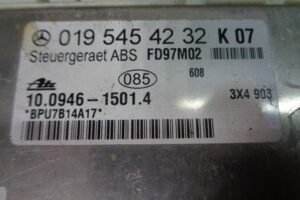 019 545 42 32 K 07
Steuergeraet ABS FD97M02
608
Ate 085
10.0946-1501.4 3X4 903
*BPU7B14A17*